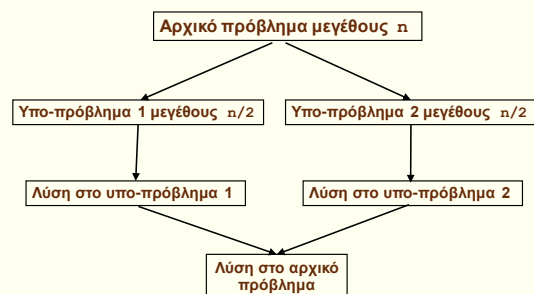 Αρχικό πρόβλημα μεγέθους n
Υπο-πρόβλημα 1 μεγέθους n/2
Υπο-πρόβλημα 2 μεγέθους n/2
Λύση στο υπο-πρόβλημα 1
Λύση στο υπο-πρόβλημα 2
Λύση στο αρχικό
πρόβλημα